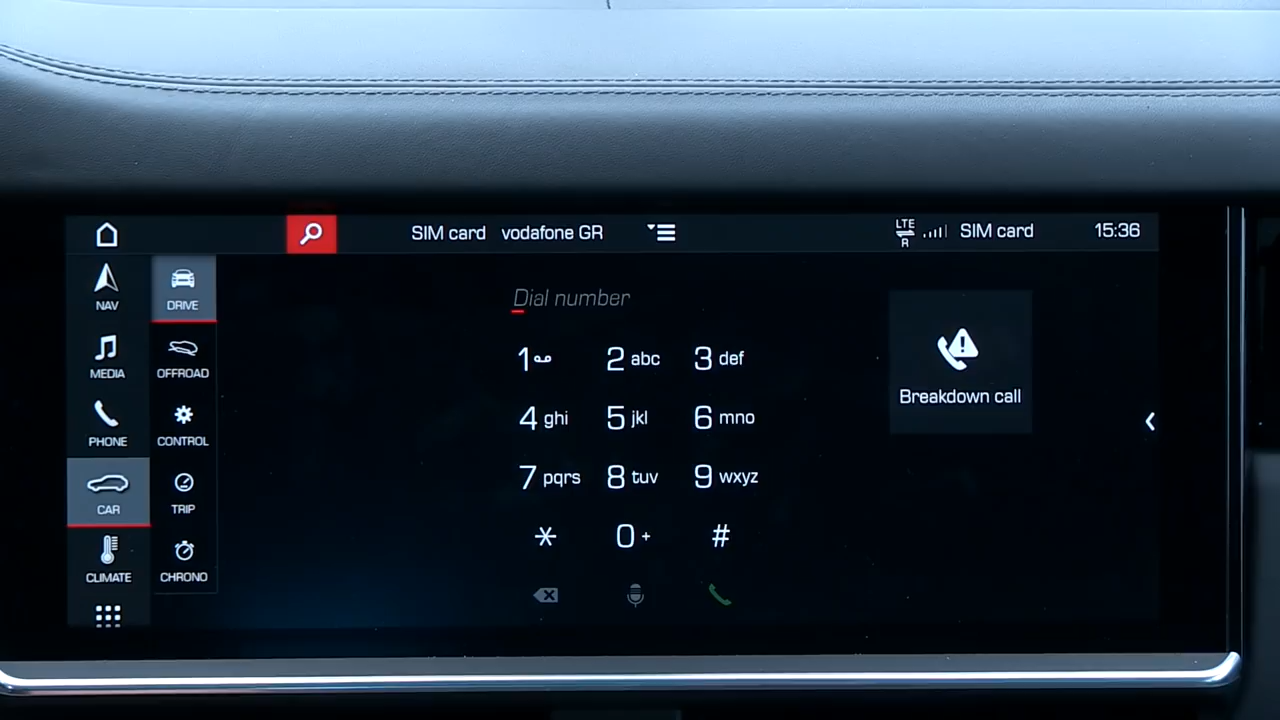 SIM card vodafone GR
LTE
R
SIM card
15:36
NAV
MEDIA
PHONE
CAR
CLIMATE
DRIVE
OFFROAD
CONTROL
TRIP
CHRONO
Dial number
1 2 abc 3 def
4 ghi 5 jkl 6 mno
7 pqrs 8 tuv 9 wxyz
* 0 + #
Breakdown call